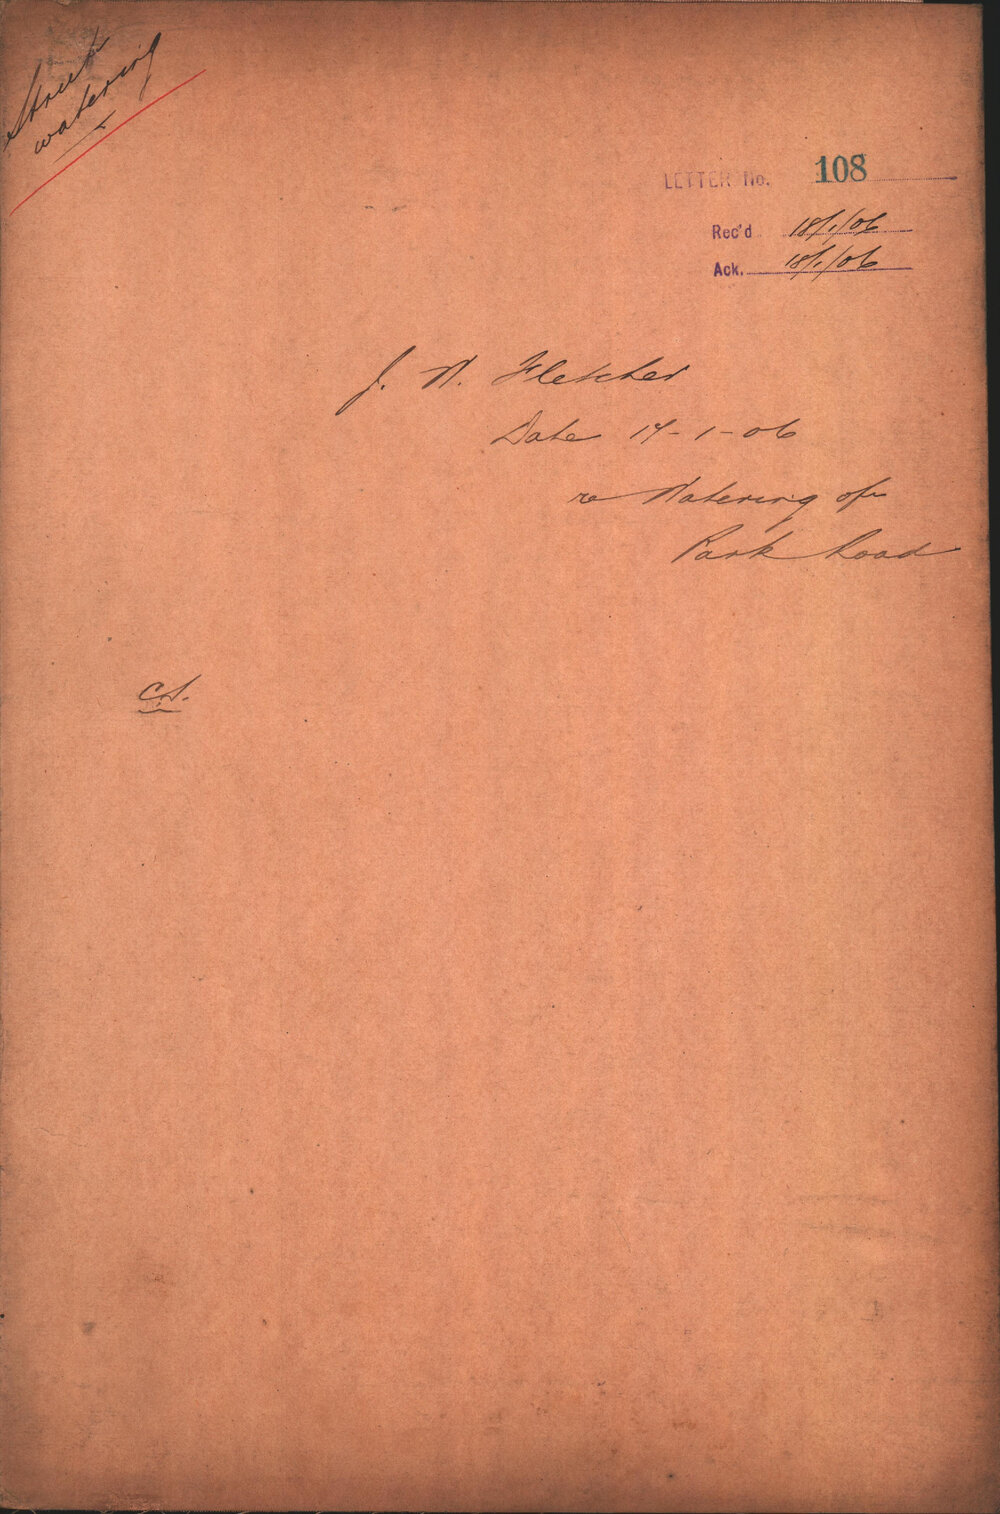 Street
watering
LETTER No. 108
Rec'd 18/1/06
Ack. 18/1/06
J. W. Fletcher
Date 17-1-06
re Watering of
Park Road